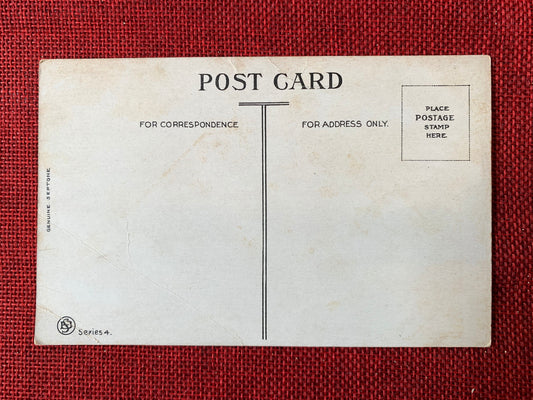 POST CARD
FOR CORRESPONDENCE
FOR ADDRESS ONLY.
PLACE
POSTAGE
STAMP
HERE.
GENUINE SEPTONE
Series 4.